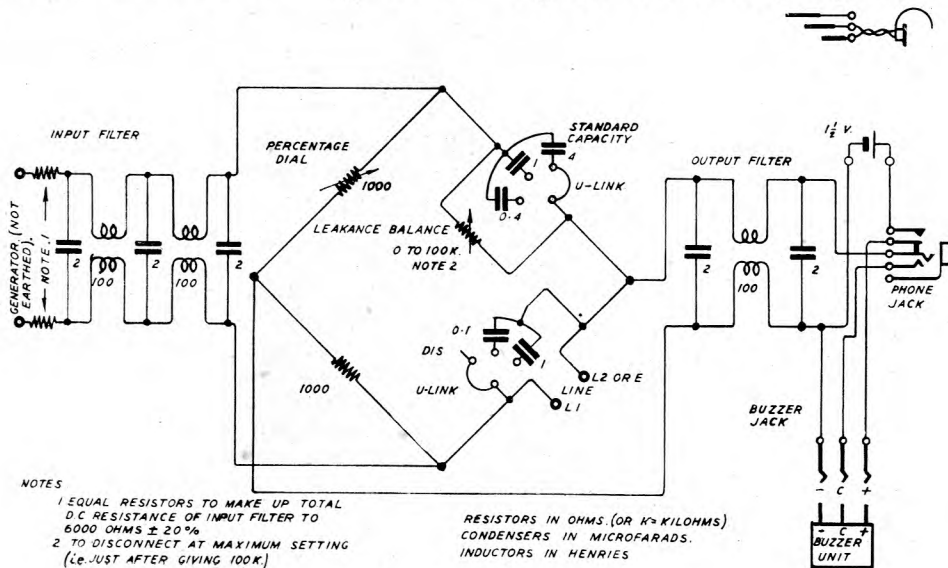 INPUT FILTER
GENERATOR, (NOT
EARTHED).
NOTE. 1
2
100
2
100
2
PERCENTAGE
DIAL
1000
1000
LEAKANCE BALANCE
0 TO 100K.
NOTE 2
STANDARD
CAPACITY
1
4
0·4
U-LINK
0·1
1
DIS
U-LINK
L2 OR E
LINE
L1
OUTPUT FILTER
2
100
2
1½ V.
PHONE
JACK
BUZZER
JACK
- C +
- C +
BUZZER
UNIT
NOTES
1 EQUAL RESISTORS TO MAKE UP TOTAL
D C RESISTANCE OF INPUT FILTER TO
6000 OHMS ± 20%
2 TO DISCONNECT AT MAXIMUM SETTING
(i.e. JUST AFTER GIVING 100K.)
RESISTORS IN OHMS. (OR K= KILOHMS)
CONDENSERS IN MICROFARADS.
INDUCTORS IN HENRIES